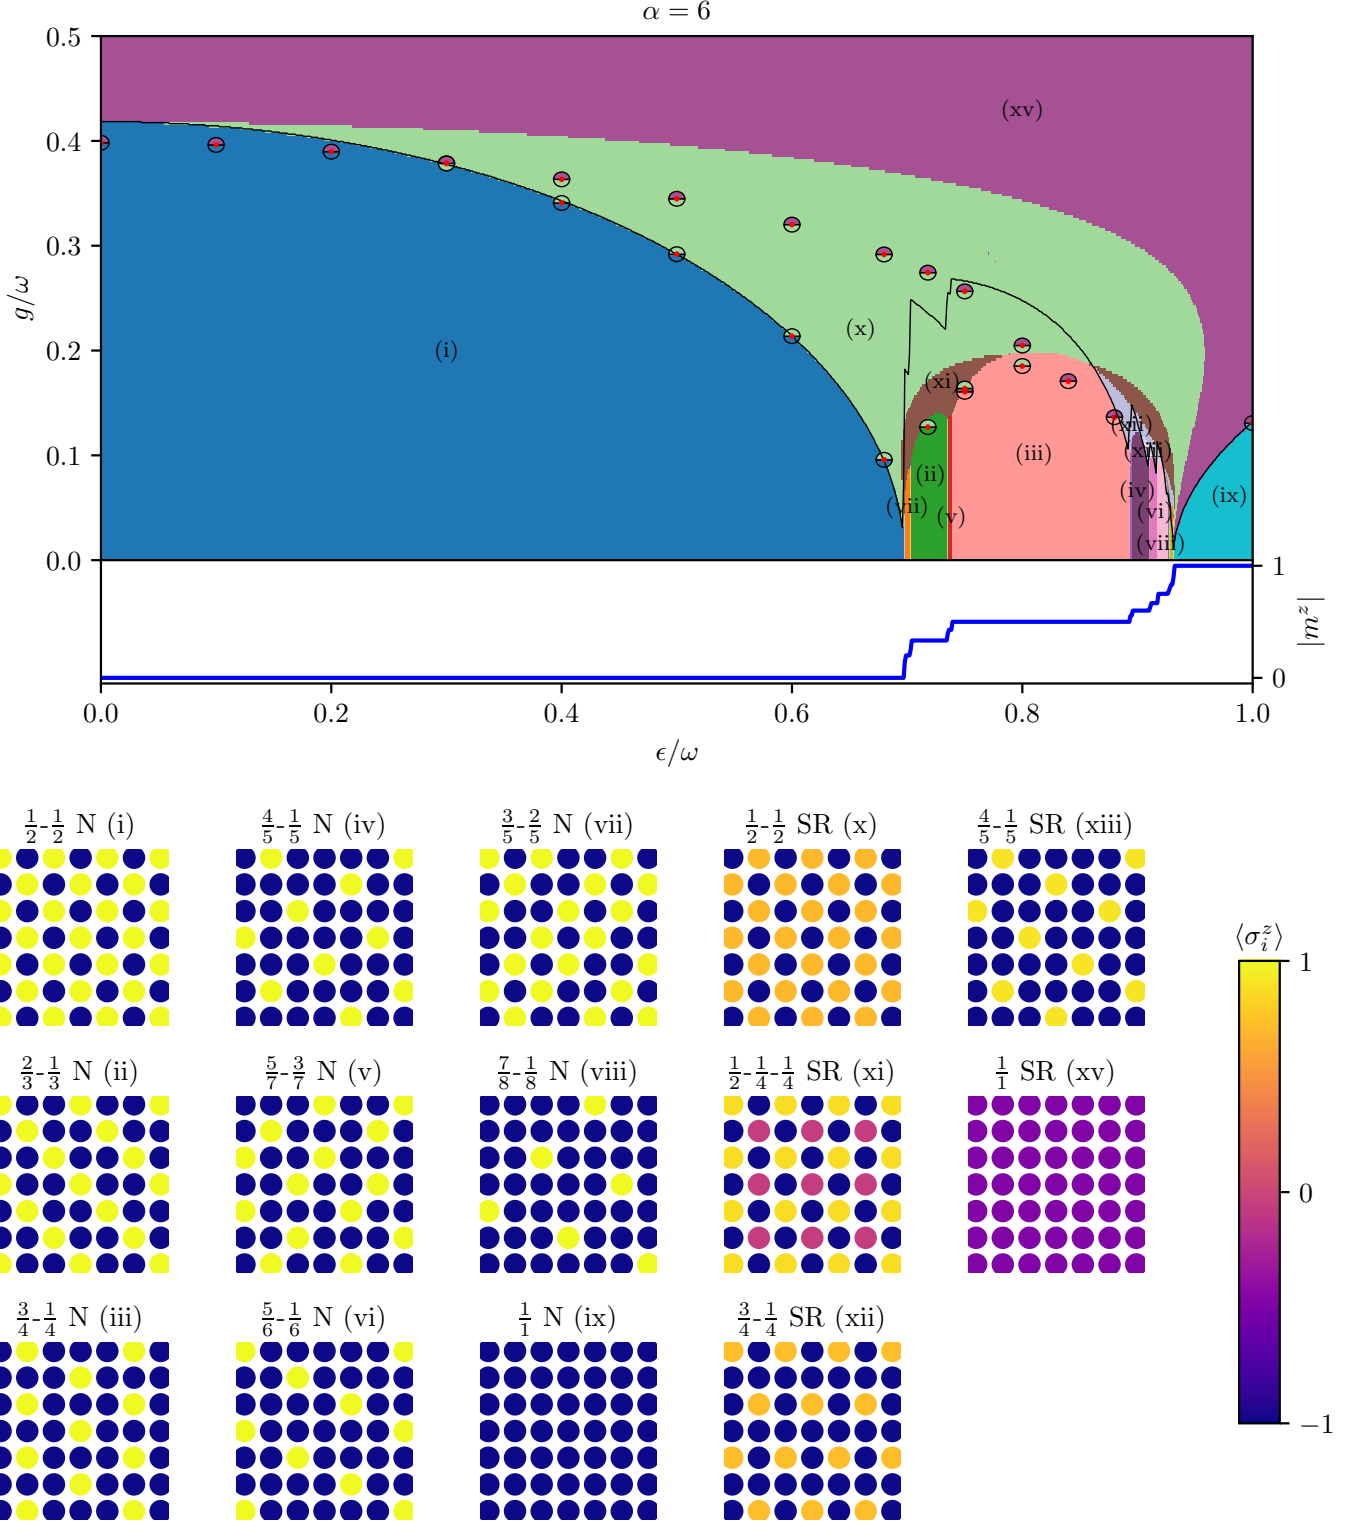 α = 6
0.5
0.4
0.3
0.2
0.1
0.0
g/ω
(xv)
(x)
(i)
(xi)
(xii)
(xiii)
(iii)
(ii)
(iv)
(ix)
(vii)
(v)
(vi)
(viii)
1
0
|m^z|
0.0 0.2 0.4 0.6 0.8 1.0
ϵ/ω
1/2-1/2 N (i)
4/5-1/5 N (iv)
3/5-2/5 N (vii)
1/2-1/2 SR (x)
4/5-1/5 SR (xiii)
2/3-1/3 N (ii)
5/7-3/7 N (v)
7/8-1/8 N (viii)
1/2-1/4-1/4 SR (xi)
1/1 SR (xv)
3/4-1/4 N (iii)
5/6-1/6 N (vi)
1/1 N (ix)
3/4-1/4 SR (xii)
⟨σ_i^z⟩
1
0
−1